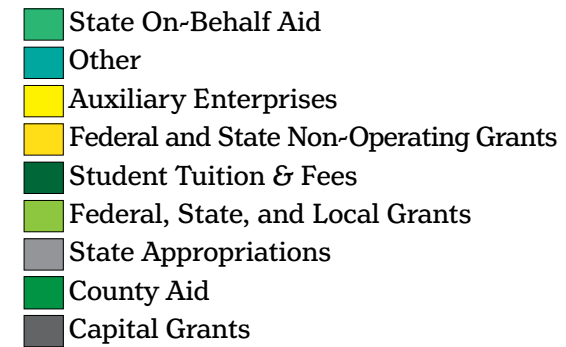 State On-Behalf Aid
Other
Auxiliary Enterprises
Federal and State Non-Operating Grants
Student Tuition & Fees
Federal, State, and Local Grants
State Appropriations
County Aid
Capital Grants